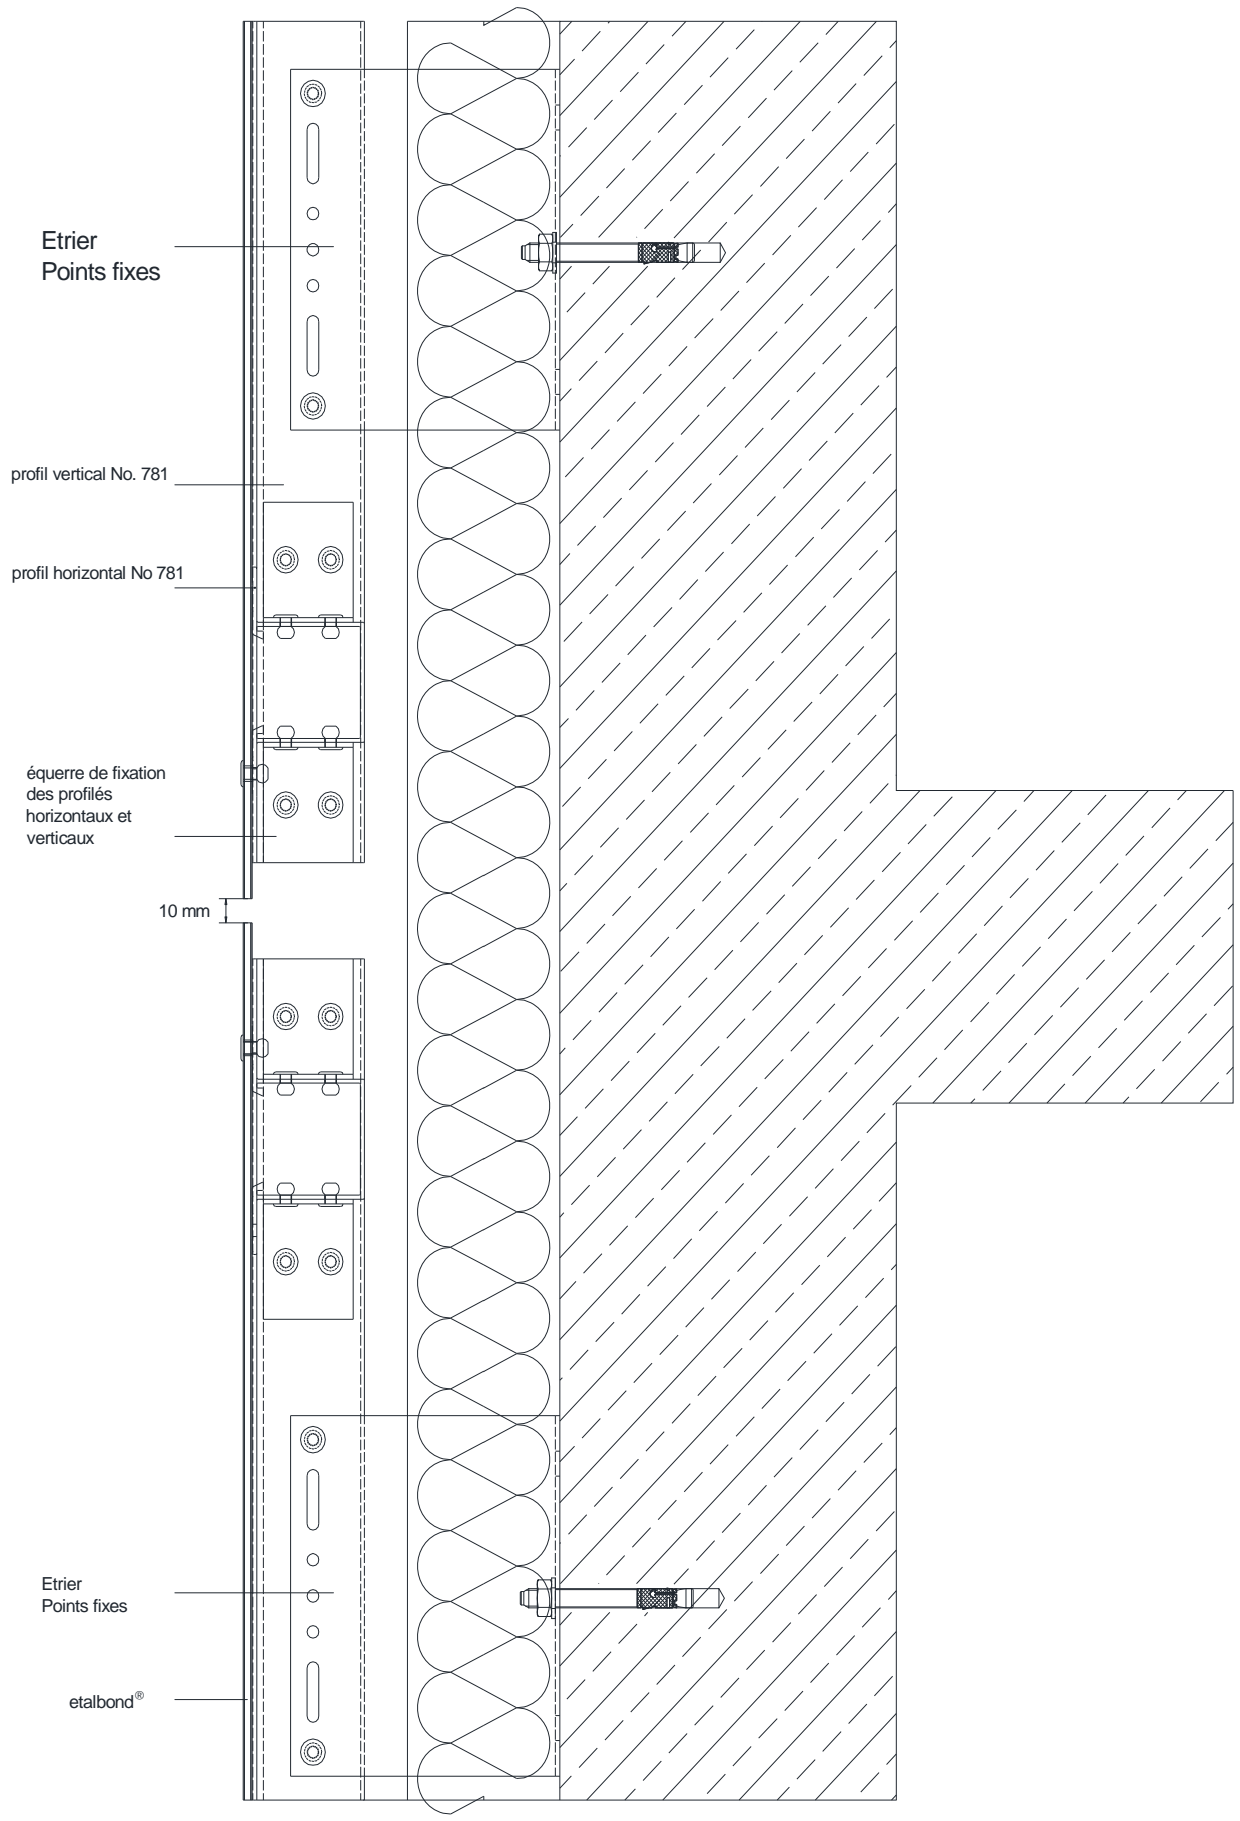 Etrier
Points fixes
profil vertical No. 781
profil horizontal No 781
équerre de fixation
des profilés
horizontaux et
verticaux
10 mm
Etrier
Points fixes
etalbond®